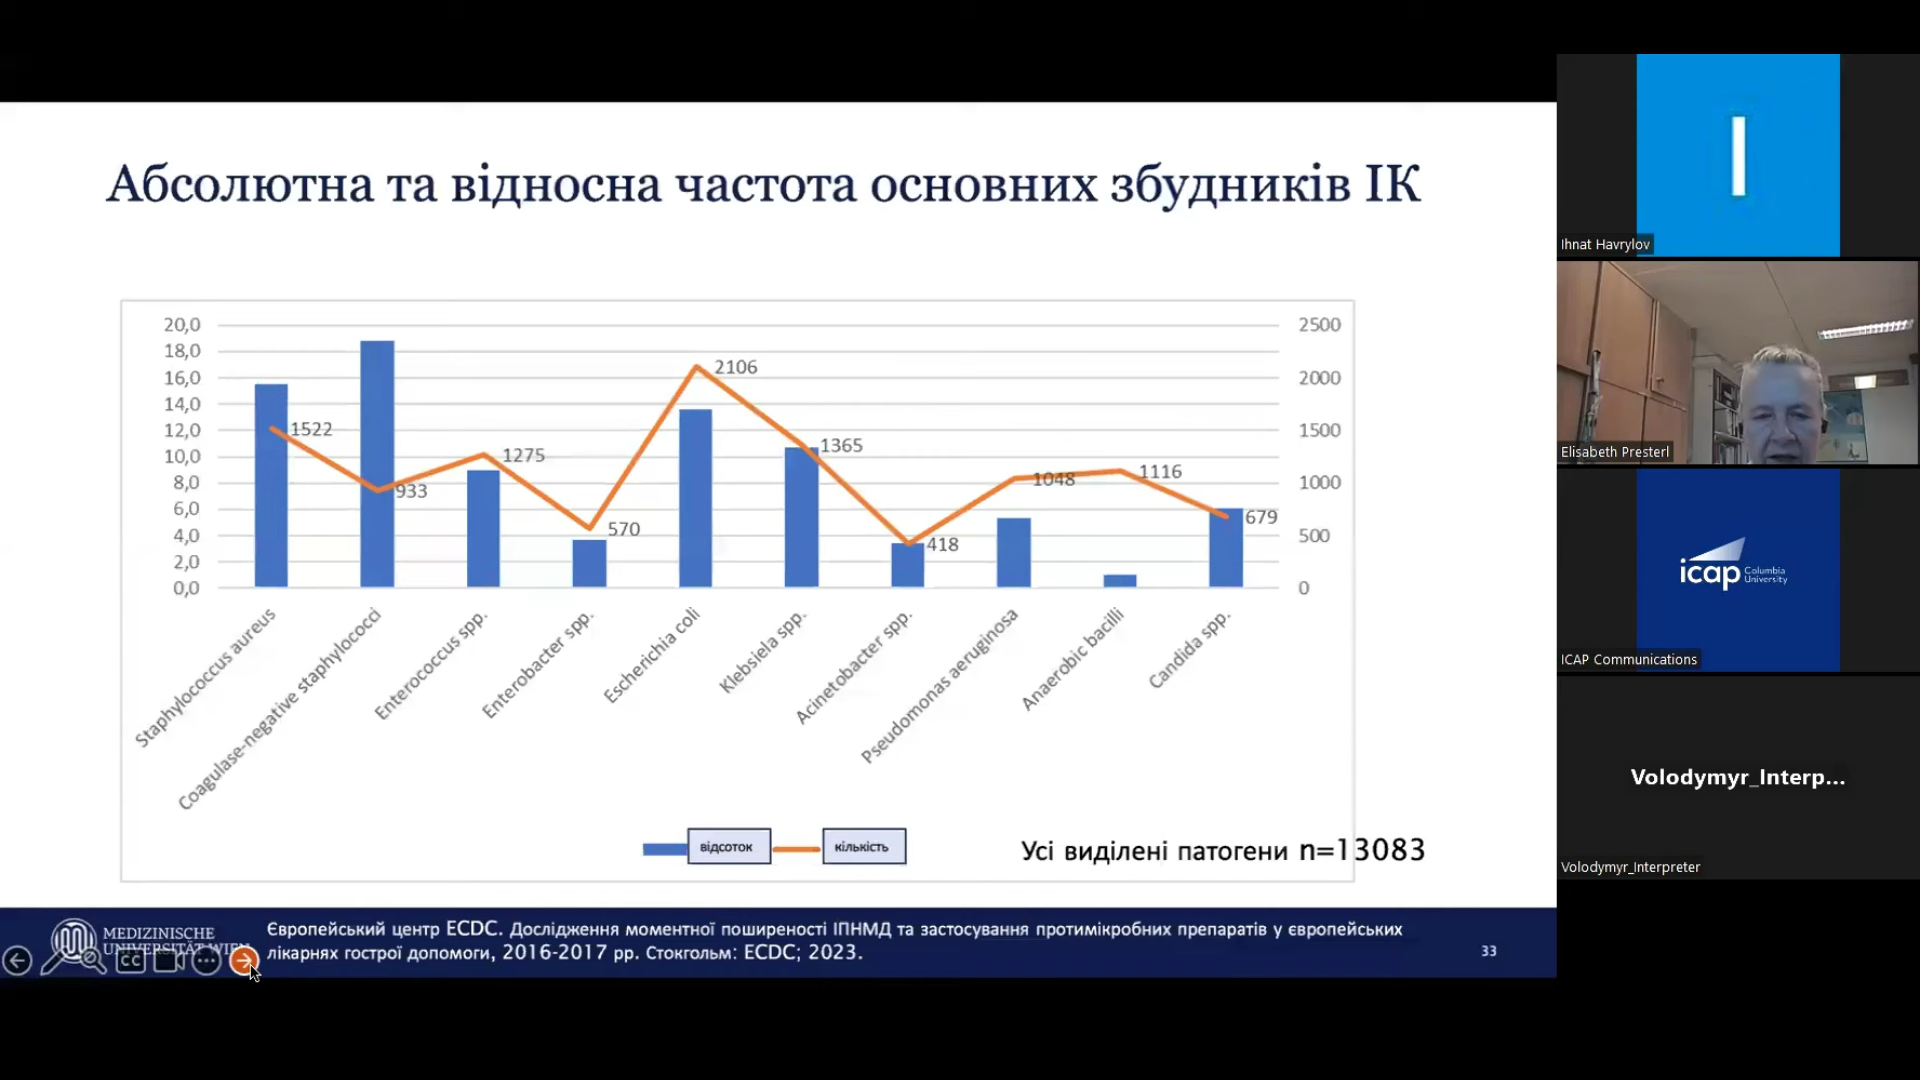 Абсолютна та відносна частота основних збудників ІК
20,0
18,0
16,0
14,0
12,0
10,0
8,0
6,0
4,0
2,0
0,0
2500
2000
1500
1000
500
0
1522
933
1275
570
2106
1365
418
1048
1116
679
Staphylococcus aureus
Coagulase-negative staphylococci
Enterococcus spp.
Enterobacter spp.
Escherichia coli
Klebsiela spp.
Acinetobacter spp.
Pseudomonas aeruginosa
Anaerobic bacilli
Candida spp.
відсоток
кількість
Усі виділені патогени n=13083
MEDIZINISCHE
UNIVERSITÄT WIEN
Європейський центр ECDC. Дослідження моментної поширеності ІПНМД та застосування протимікробних препаратів у європейських
лікарнях гострої допомоги, 2016-2017 рр. Стокгольм: ECDC; 2023.
33
CC
I
Ihnat Havrylov
Elisabeth Presterl
icap Columbia
University
ICAP Communications
Volodymyr_Interp...
Volodymyr_Interpreter